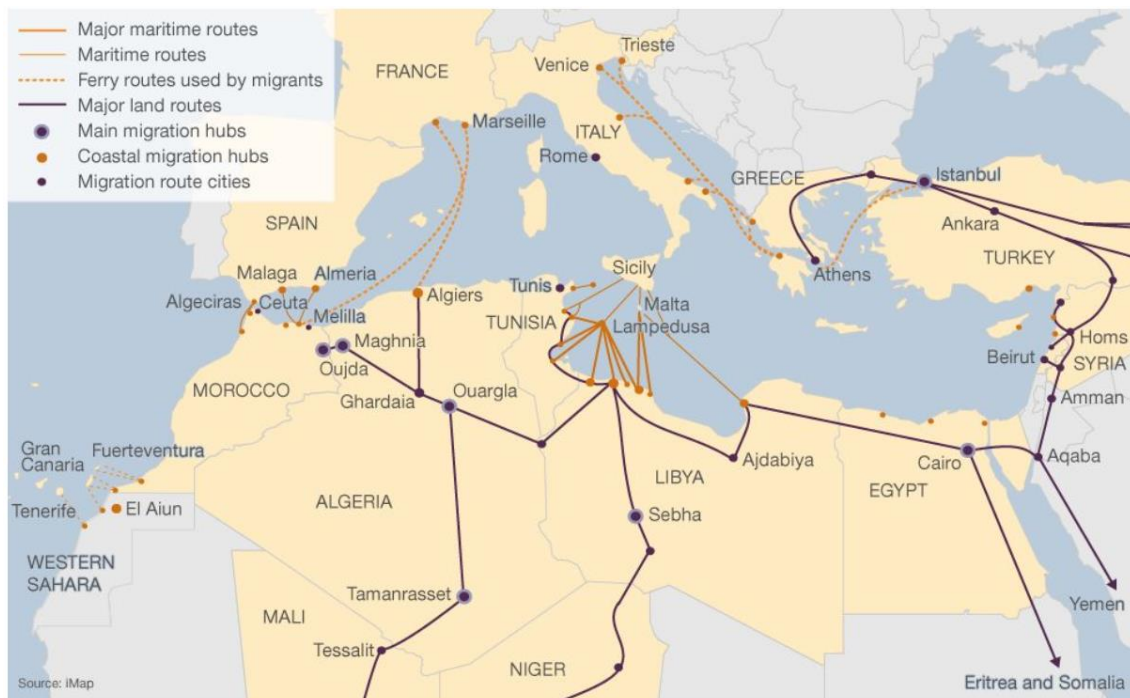 Major maritime routes
Maritime routes
Ferry routes used by migrants
Major land routes
Main migration hubs
Coastal migration hubs
Migration route cities
FRANCE
Trieste
Venice
Marseille
ITALY
Rome
GREECE
Istanbul
Ankara
SPAIN
TURKEY
Malaga
Almeria
Sicily
Athens
Algeciras
Ceuta
Algiers
Tunis
Malta
Melilla
TUNISIA
Lampedusa
Homs
Maghnia
Beirut
SYRIA
Oujda
MOROCCO
Ouargla
Amman
Ghardaia
Gran
Canaria
Fuerteventura
Ajdabiya
Cairo
Aqaba
LIBYA
EGYPT
ALGERIA
Tenerife
El Aiun
Sebha
WESTERN
SAHARA
Tamanrasset
Yemen
MALI
Tessalit
NIGER
Source: iMap
Eritrea and Somalia